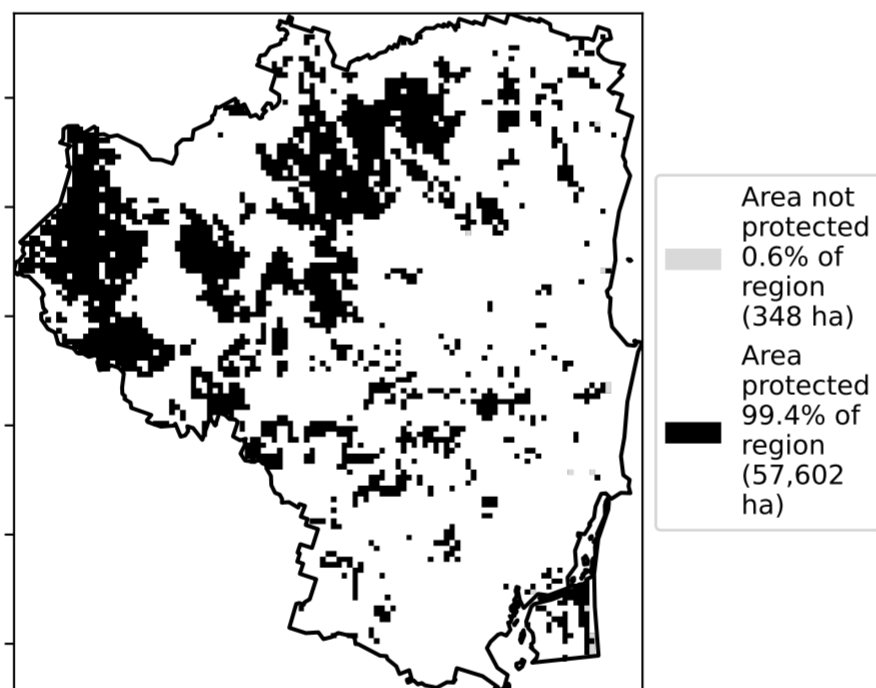 Area not
protected
0.6% of
region
(348 ha)
Area
protected
99.4% of
region
(57,602
ha)